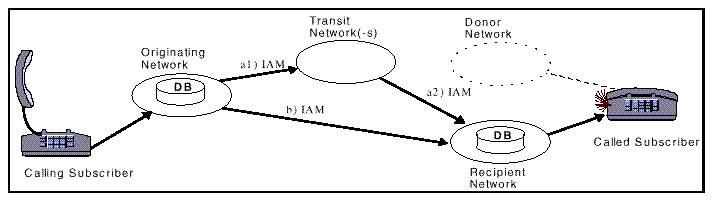 Transit
Network(-s)
Donor
Network
Originating
Network
a1) IAM
DB
a2) IAM
b) IAM
DB
Called Subscriber
Calling Subscriber
Recipient
Network